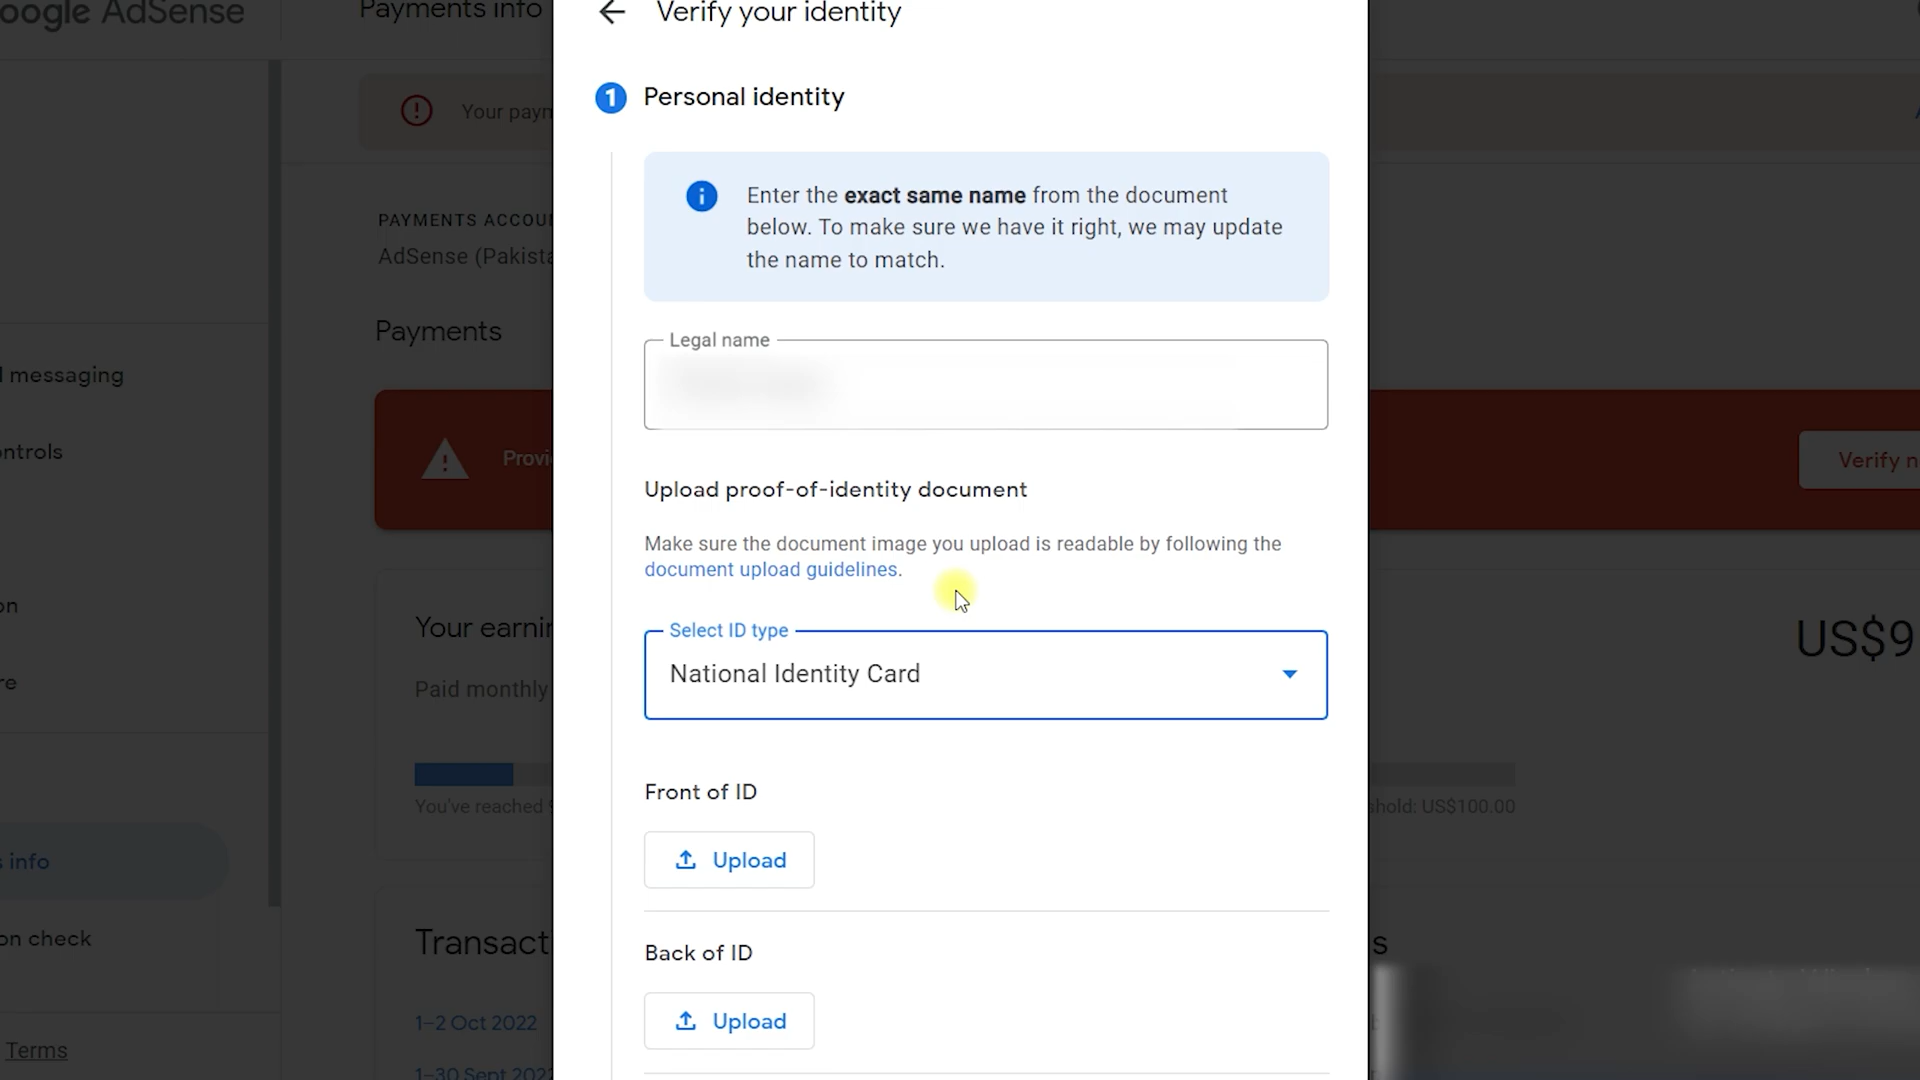 oogle AdSense
Payments info
Verify your identity
Your paym
1 Personal identity
Enter the exact same name from the document
below. To make sure we have it right, we may update
the name to match.
PAYMENTS ACCOU
AdSense (Pakista
Payments
Legal name
l messaging
ontrols
Provi
Verify n
Upload proof-of-identity document
Make sure the document image you upload is readable by following the
document upload guidelines.
on
Your earnin
US$9
Select ID type
National Identity Card
re
Paid monthly
You've reached
shold: US$100.00
Front of ID
Upload
s info
on check
Transact
s
Back of ID
Upload
1–2 Oct 2022
Terms
1–30 Sept 2022